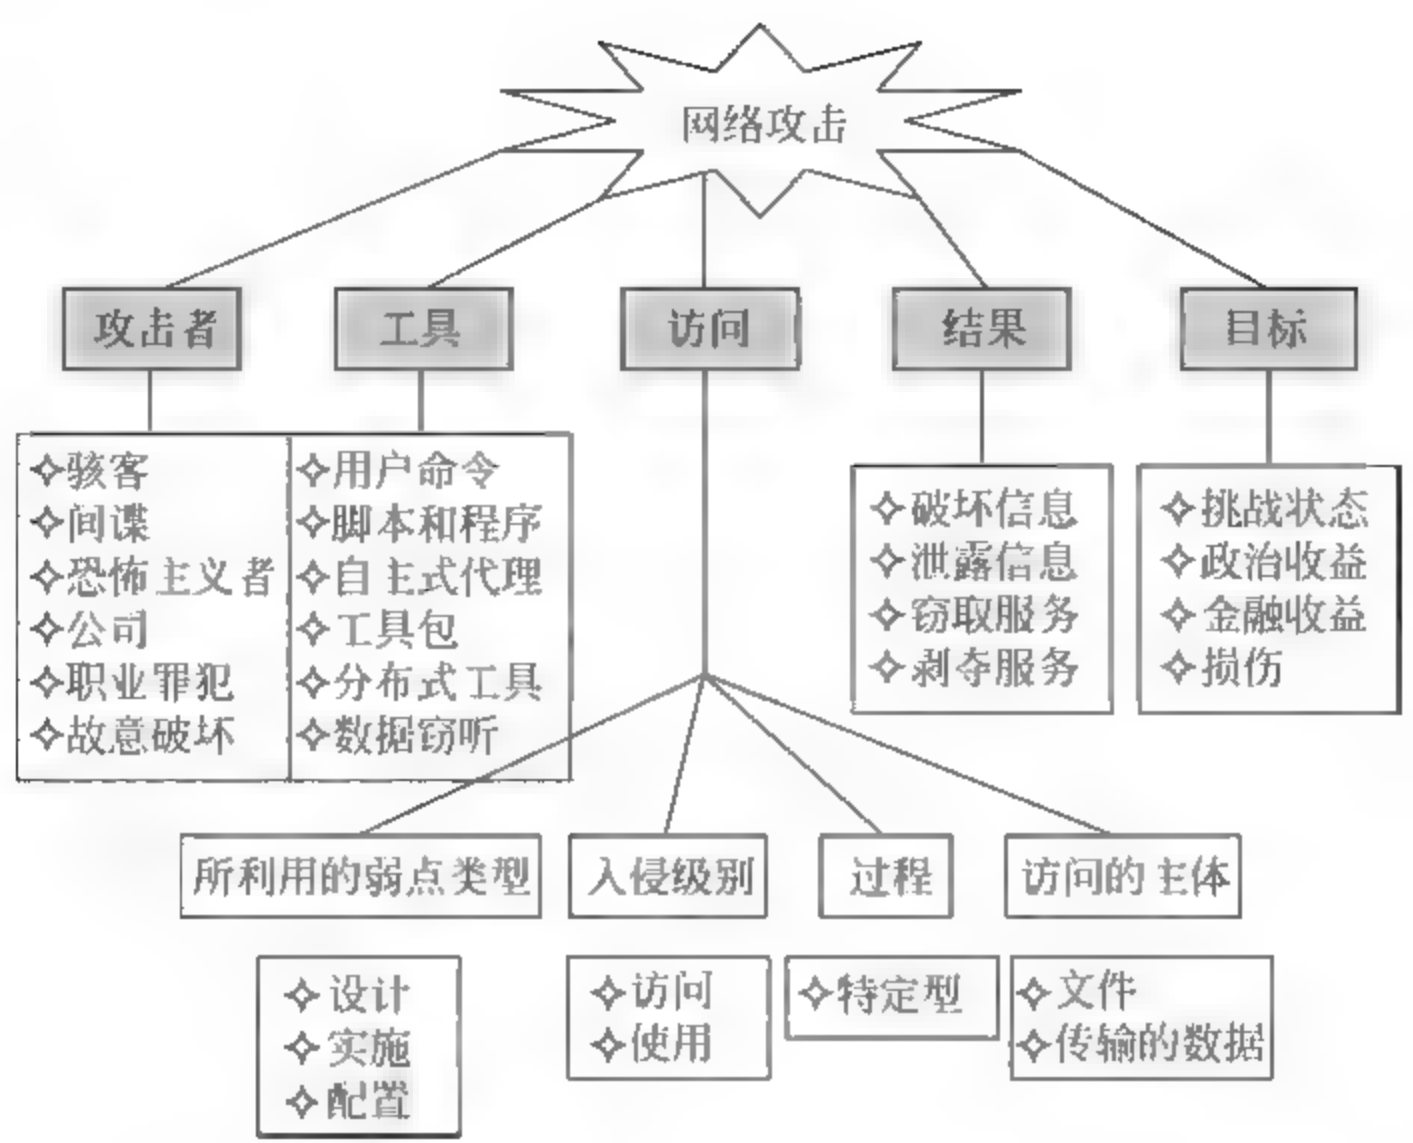 网络攻击
攻击者
工具
访问
结果
目标
✧骇客
✧间谍
✧恐怖主义者
✧公司
✧职业罪犯
✧故意破坏
✧用户命令
✧脚本和程序
✧自主式代理
✧工具包
✧分布式工具
✧数据窃听
✧破坏信息
✧泄露信息
✧窃取服务
✧剥夺服务
✧挑战状态
✧政治收益
✧金融收益
✧损伤
所利用的弱点类型
入侵级别
过程
访问的主体
✧设计
✧实施
✧配置
✧访问
✧使用
✧特定型
✧文件
✧传输的数据